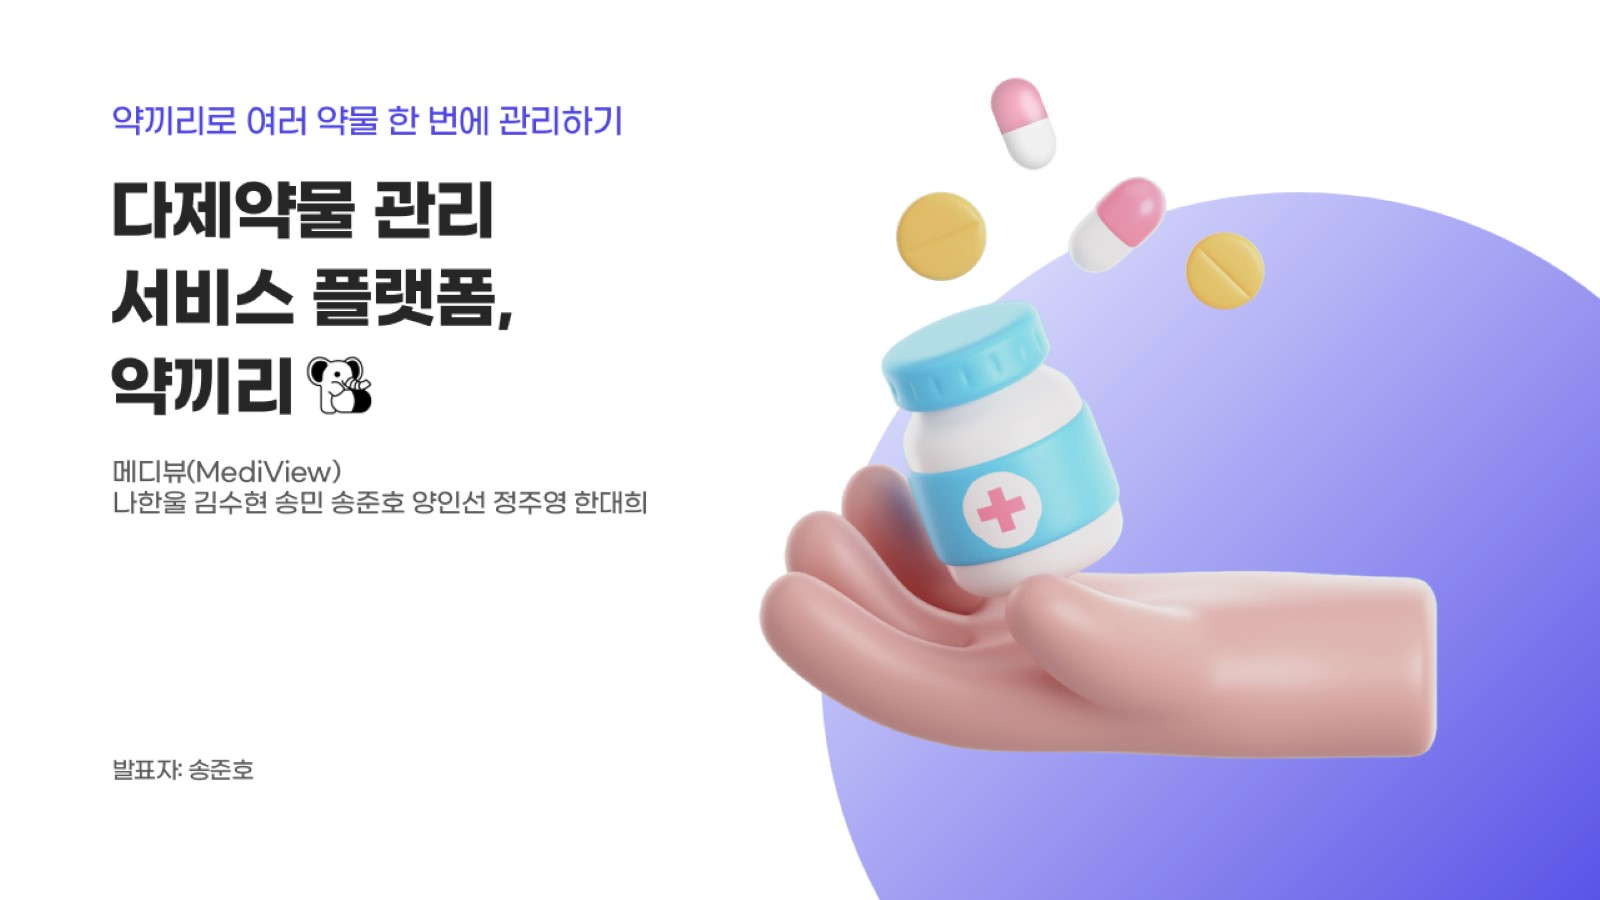 약끼리로 여러 약물 한 번에 관리하기
다제약물 관리
서비스 플랫폼,
약끼리
메디뷰(MediView)
나한울 김수현 송민 송준호 양인선 정주영 한대희
발표자: 송준호